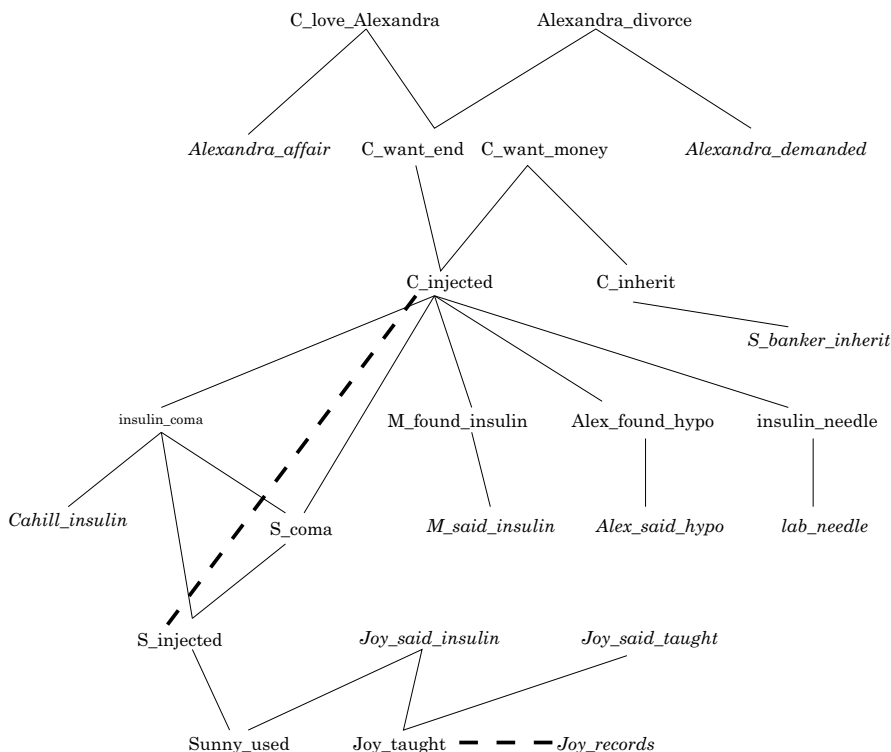 C_love_Alexandra Alexandra_divorce
Alexandra_affair C_want_end C_want_money Alexandra_demanded
C_injected C_inherit
S_banker_inherit
insulin_coma M_found_insulin Alex_found_hypo insulin_needle
Cahill_insulin S_coma M_said_insulin Alex_said_hypo lab_needle
S_injected Joy_said_insulin Joy_said_taught
Sunny_used Joy_taught Joy_records